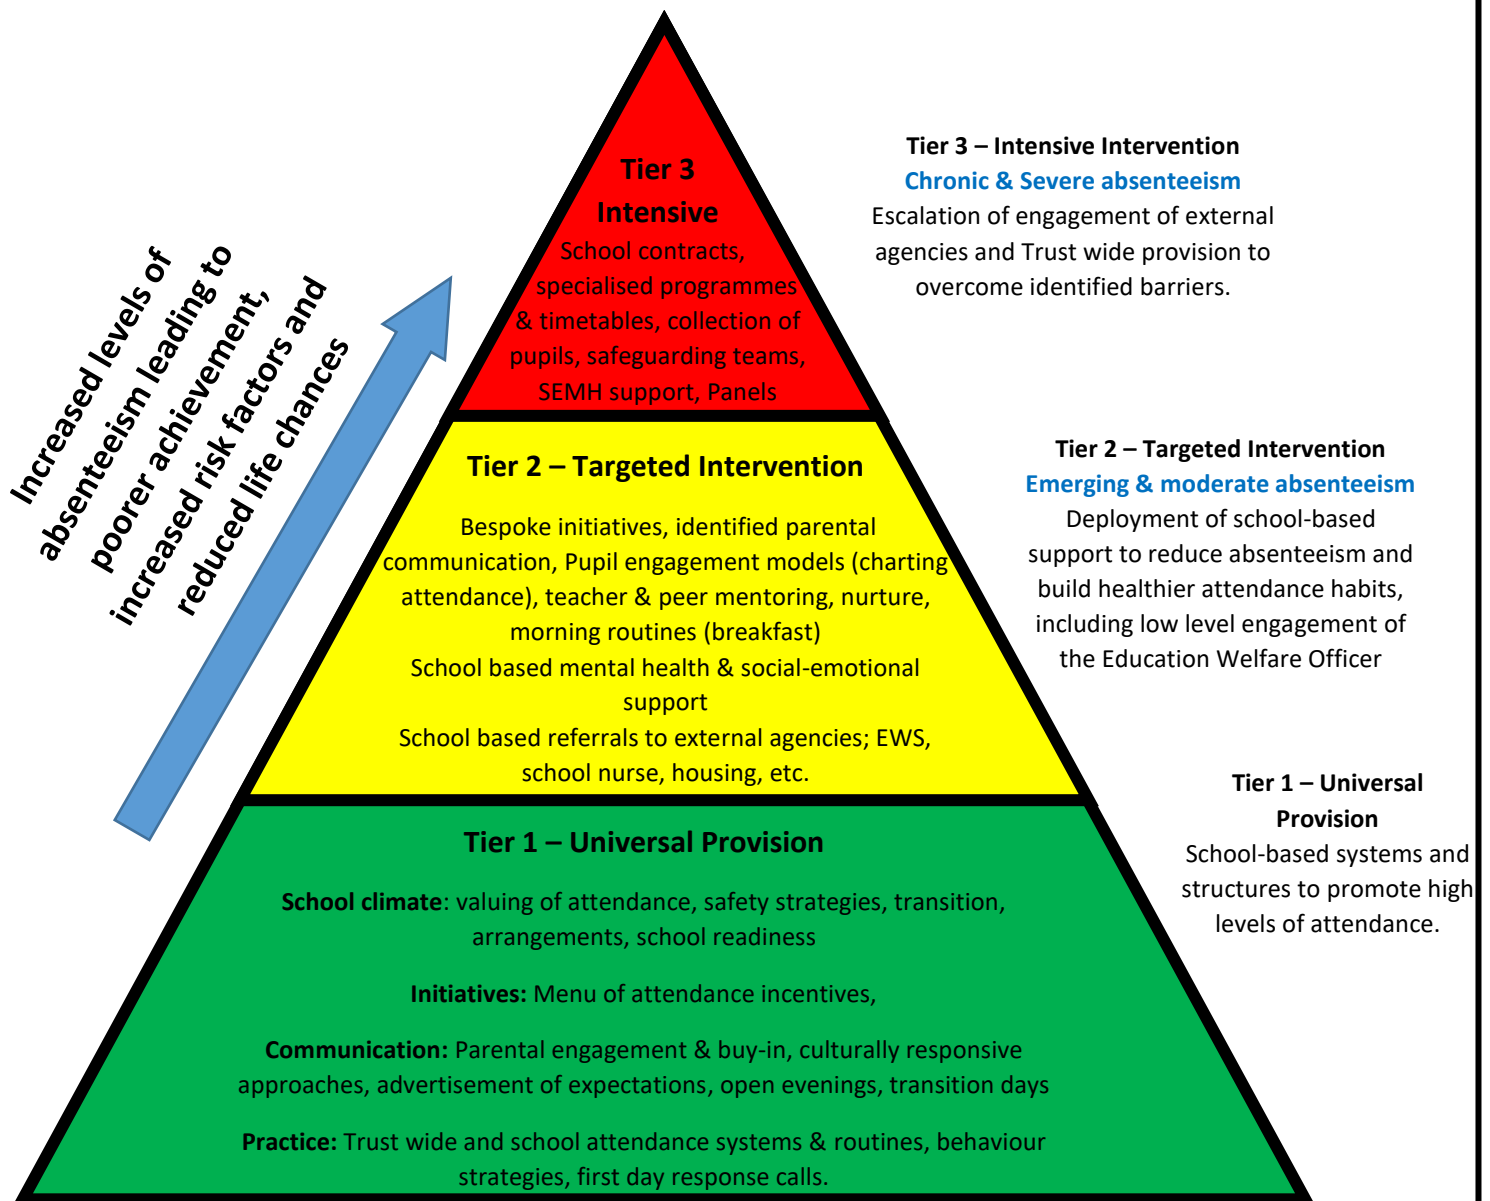 Increased levels of
absenteeism leading to
poorer achievement,
increased risk factors and
reduced life chances
Tier 3
Intensive
School contracts,
specialised programmes
& timetables, collection of
pupils, safeguarding teams,
SEMH support, Panels
Tier 3 – Intensive Intervention
Chronic & Severe absenteeism
Escalation of engagement of external
agencies and Trust wide provision to
overcome identified barriers.
Tier 2 – Targeted Intervention
Bespoke initiatives, identified parental
communication, Pupil engagement models (charting
attendance), teacher & peer mentoring, nurture,
morning routines (breakfast)
School based mental health & social-emotional
support
School based referrals to external agencies; EWS,
school nurse, housing, etc.
Tier 2 – Targeted Intervention
Emerging & moderate absenteeism
Deployment of school-based
support to reduce absenteeism and
build healthier attendance habits,
including low level engagement of
the Education Welfare Officer
Tier 1 – Universal Provision
School climate: valuing of attendance, safety strategies, transition,
arrangements, school readiness
Initiatives: Menu of attendance incentives,
Communication: Parental engagement & buy-in, culturally responsive
approaches, advertisement of expectations, open evenings, transition days
Practice: Trust wide and school attendance systems & routines, behaviour
strategies, first day response calls.
Tier 1 – Universal
Provision
School-based systems and
structures to promote high
levels of attendance.